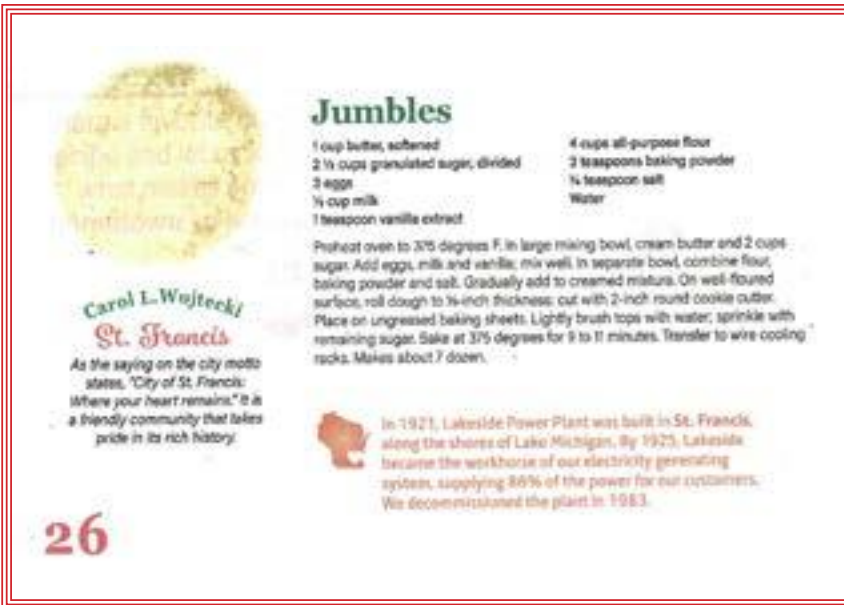 Jumbles
1 cup butter, softened
2 ½ cups granulated sugar, divided
3 eggs
½ cup milk
1 teaspoon vanilla extract
4 cups all-purpose flour
3 teaspoons baking powder
teaspoon salt
Water
Preheat oven to 375 degrees F. In large mixing bowl, cream butter and 2 cups
sugar. Add eggs, milk and vanilla; mix well. In separate bowl, combine flour,
baking powder and salt. Gradually add to creamed mixture. On well-floured
surface, roll dough to thickness; cut with 2-inch round cookie cutter.
Place on ungreased baking sheets. Lightly brush tops with water; sprinkle with
remaining sugar. Bake at 375 degrees for 9 to 11 minutes. Transfer to wire cooling
racks. Makes about 7 dozen.
Carol L. Wojtecki
St. Francis
As the saying on the city motto
states, "City of St. Francis:
Where your heart remains." It is
a friendly community that takes
pride in its rich history.
In 1921, Lakeside Power Plant was built in St. Francis,
along the shores of Lake Michigan. By 1925, Lakeside
became the workhorse of our electricity generating
system, supplying 86% of the power for our customers.
We decommissioned the plant in 1983.
26